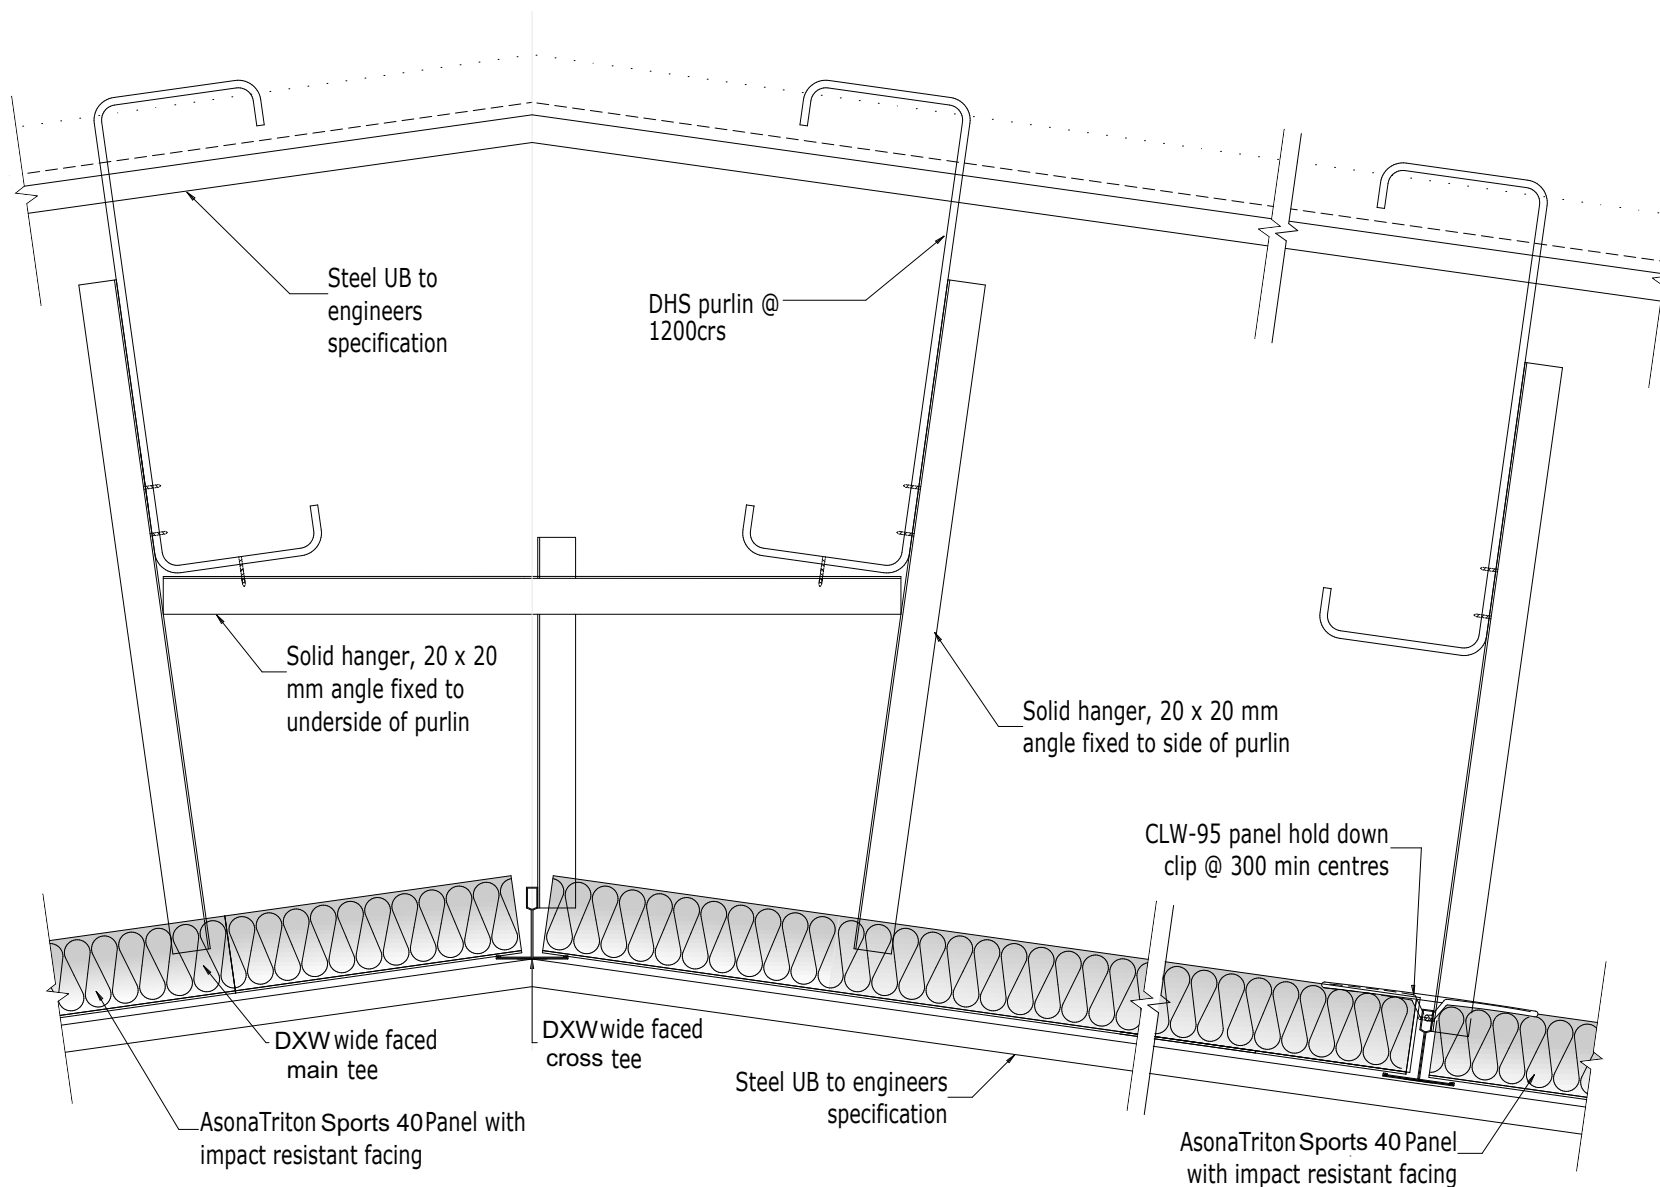 Steel UB to
engineers
specification
DHS purlin @
1200crs
Solid hanger, 20 x 20
mm angle fixed to
underside of purlin
Solid hanger, 20 x 20 mm
angle fixed to side of purlin
CLW-95 panel hold down
clip @ 300 min centres
DXW wide faced
main tee
DXW wide faced
cross tee
Steel UB to engineers
specification
AsonaTriton Sports 40 Panel with
impact resistant facing
AsonaTriton Sports 40 Panel
with impact resistant facing